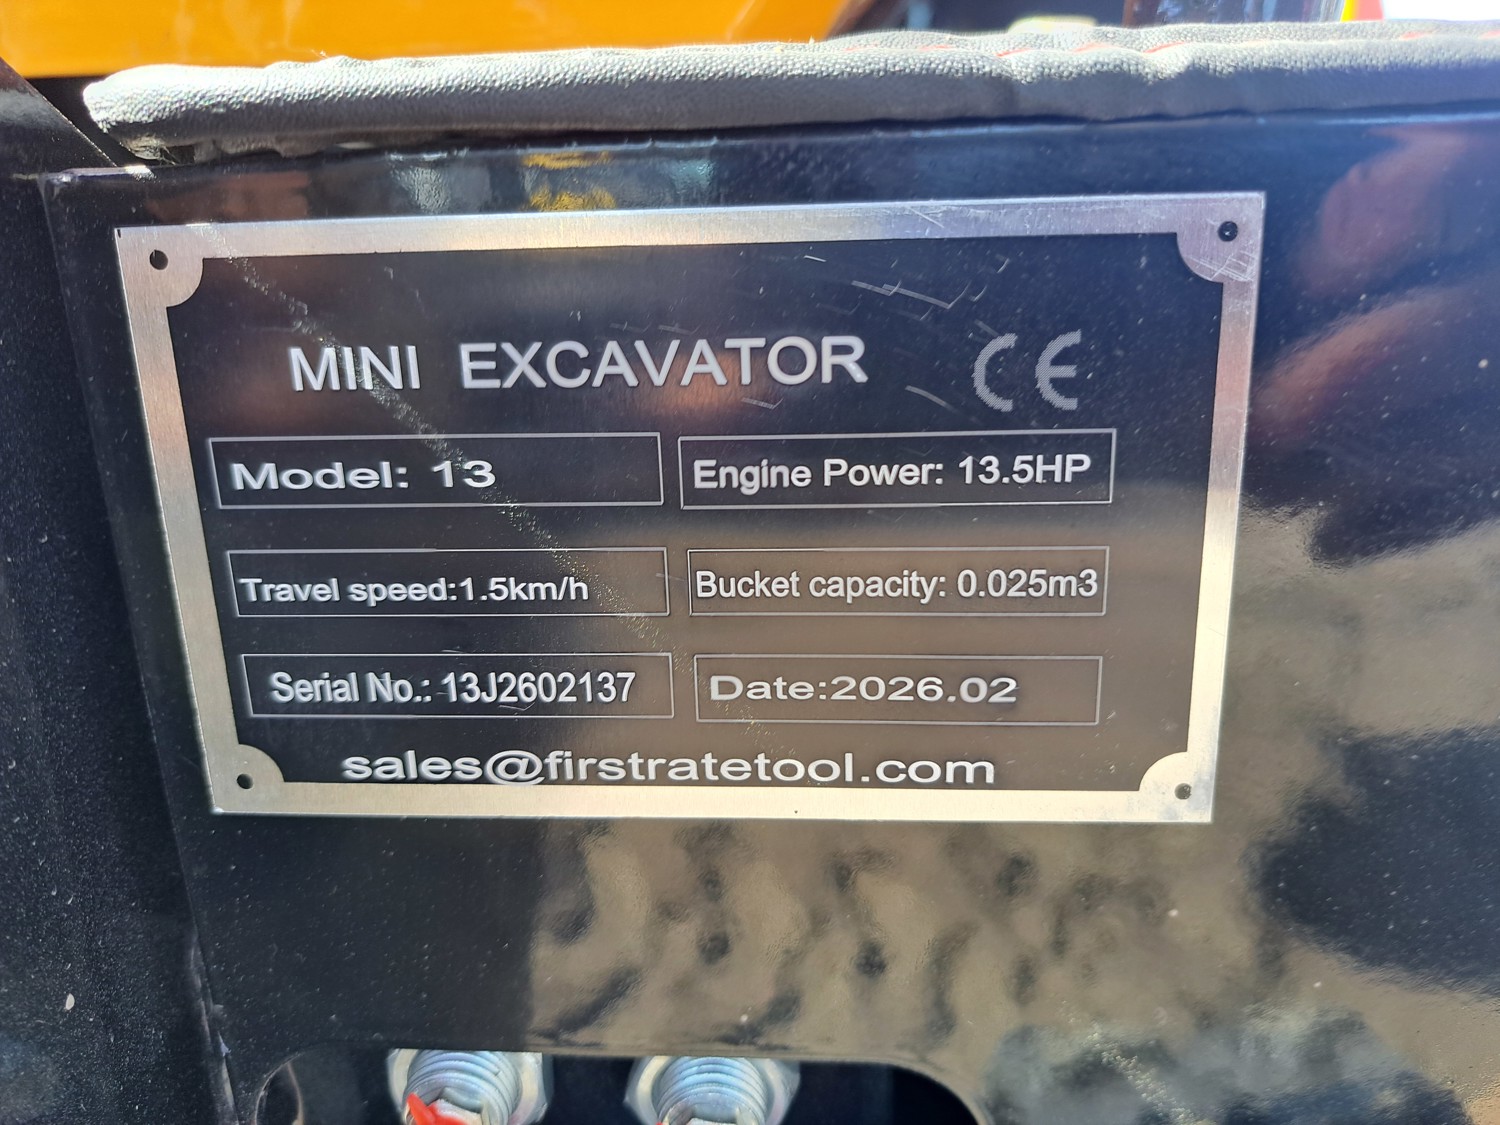 MINI EXCAVATOR CE
Model: 13 Engine Power: 13.5HP
Travel speed:1.5km/h Bucket capacity: 0.025m3
Serial No.: 13J2602137 Date:2026.02
sales@firstratetool.com